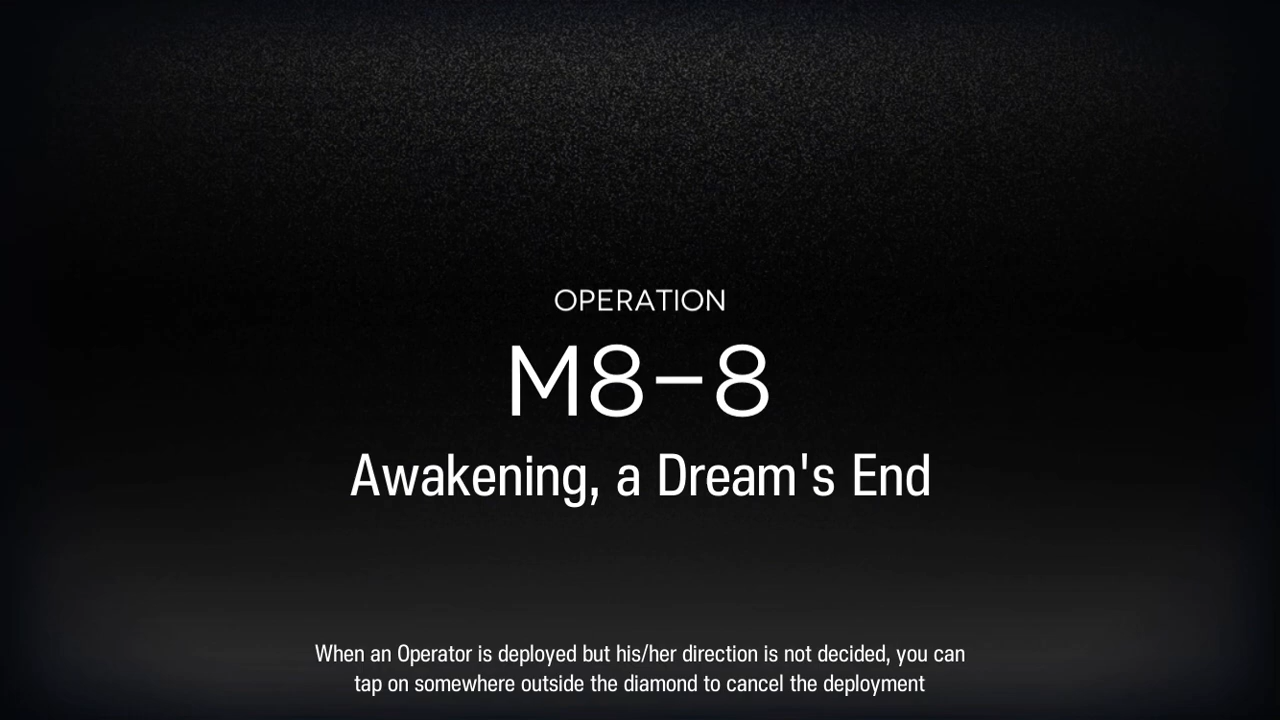 OPERATION
M8-8
Awakening, a Dream's End
When an Operator is deployed but his/her direction is not decided, you can
tap on somewhere outside the diamond to cancel the deployment